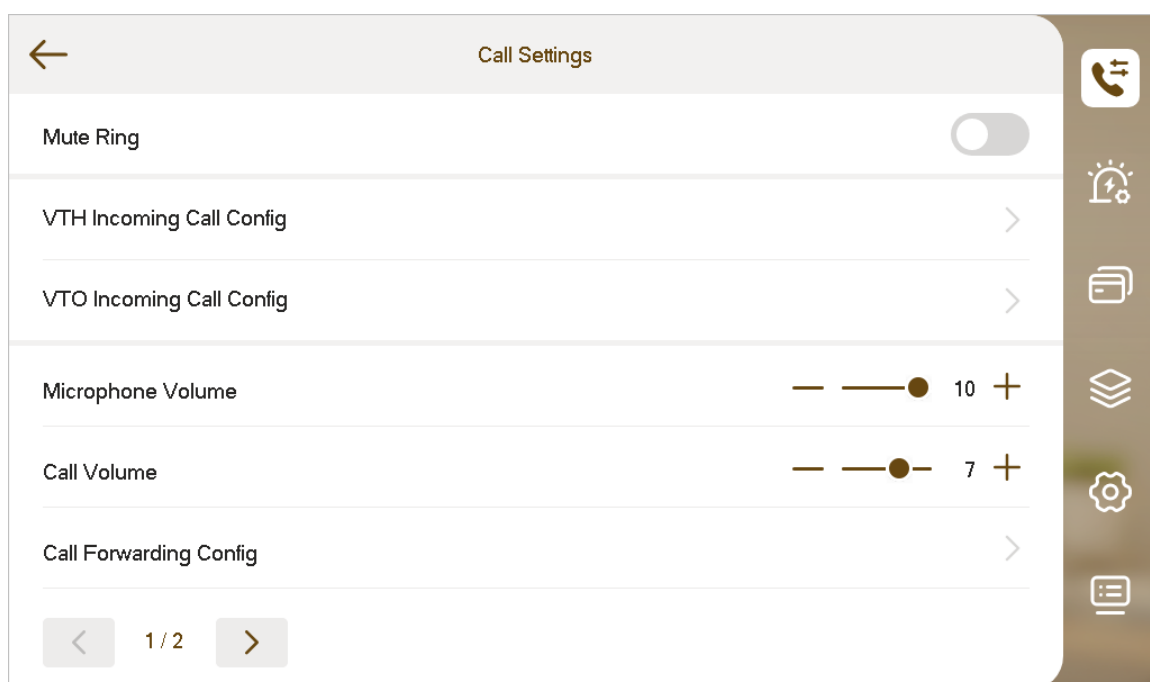 Call Settings
Mute Ring
VTH Incoming Call Config
VTO Incoming Call Config
Microphone Volume 10
Call Volume 7
Call Forwarding Config
1 / 2